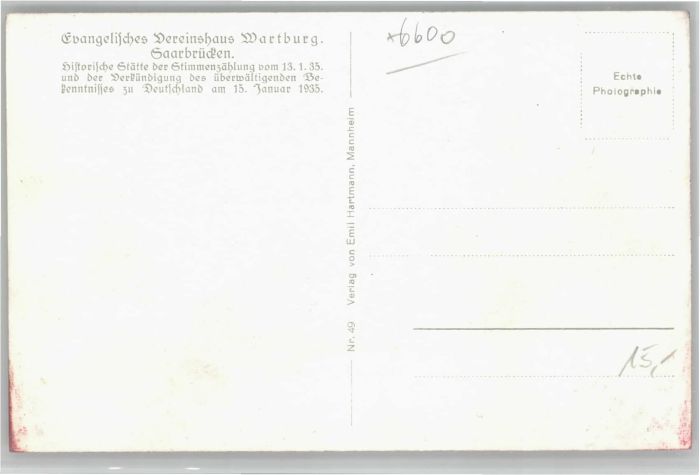 Evangelisches Vereinshaus Wartburg.
Saarbrücken.
Historische Stätte der Stimmenzählung vom 13. 1. 35.
und der Verkündigung des überwältigenden Be-
kenntnisses zu Deutschland am 15. Januar 1935.
Nr. 49 Verlag von Emil Hartmann, Mannheim
*6600
Echte
Photographie
15,-